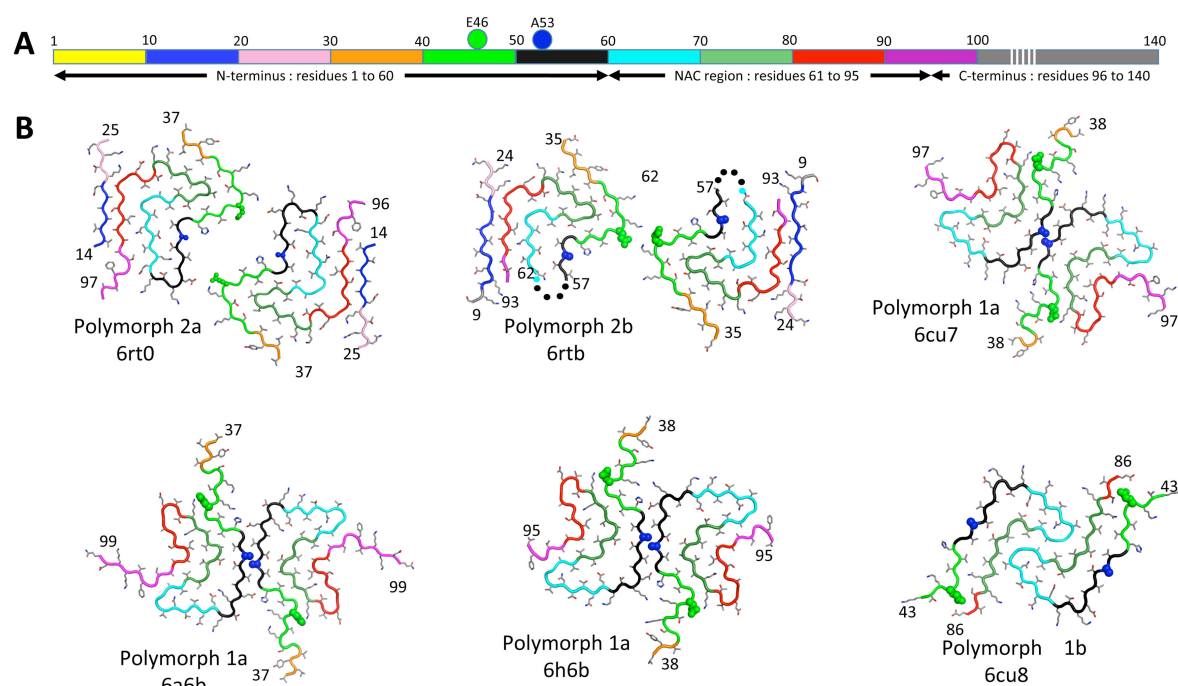 E46 A53
A 1 10 20 30 40 50 60 70 80 90 100 140
N-terminus : residues 1 to 60 NAC region : residues 61 to 95 C-terminus : residues 96 to 140
B
25 37 14 97 96 14 25 37
Polymorph 2a
6rt0
24 35 62 57 9 93 62 57 93 9 35 24
Polymorph 2b
6rtb
97 38 38 97
Polymorph 1a
6cu7
37 99 99 37
Polymorph 1a
6a6b
38 95 95 38
Polymorph 1a
6h6b
86 43 43 86
Polymorph 1b
6cu8